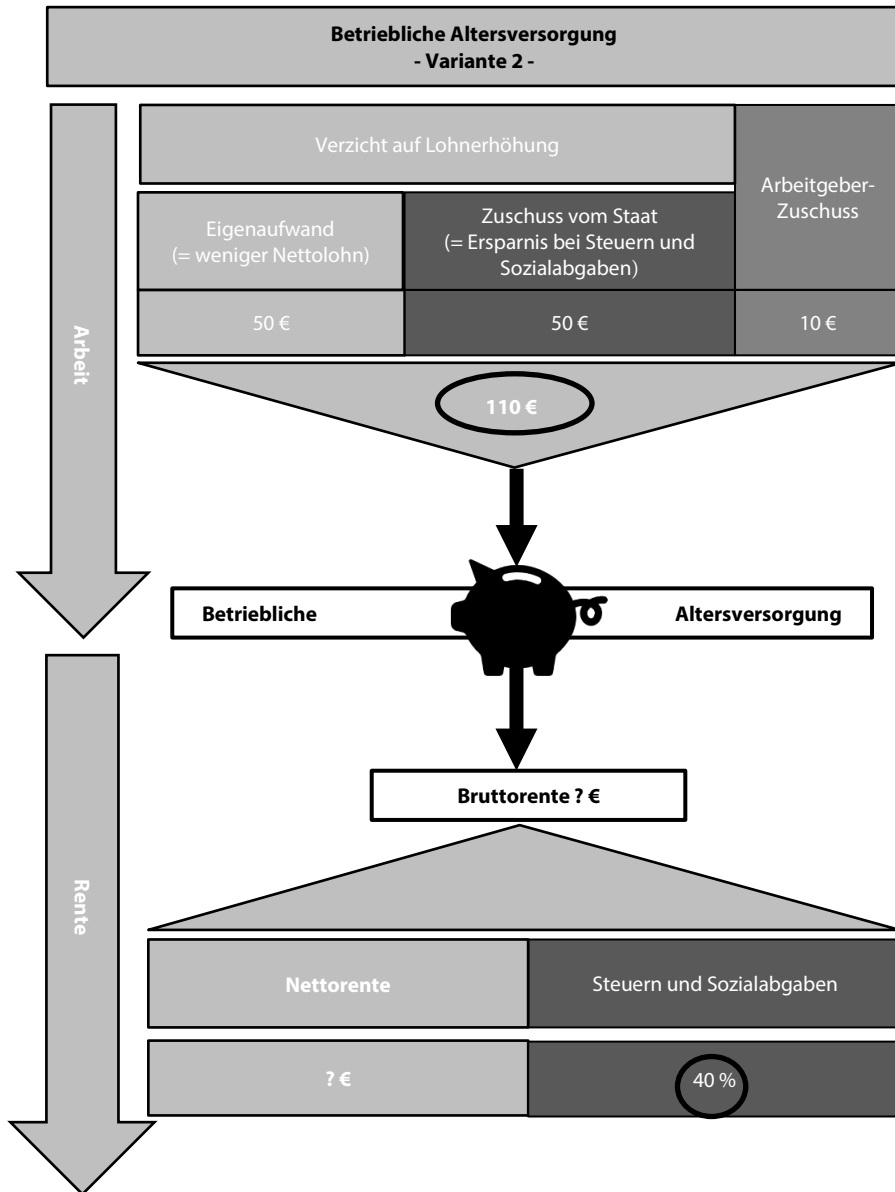 Betriebliche Altersversorgung
- Variante 2 -
Verzicht auf Lohnerhöhung
Arbeitgeber-
Zuschuss
Eigenaufwand
(= weniger Nettolohn)
Zuschuss vom Staat
(= Ersparnis bei Steuern und
Sozialabgaben)
50 €
50 €
10 €
Arbeit
110 €
Betriebliche
Altersversorgung
Bruttorente ? €
Rente
Nettorente
Steuern und Sozialabgaben
? €
40 %